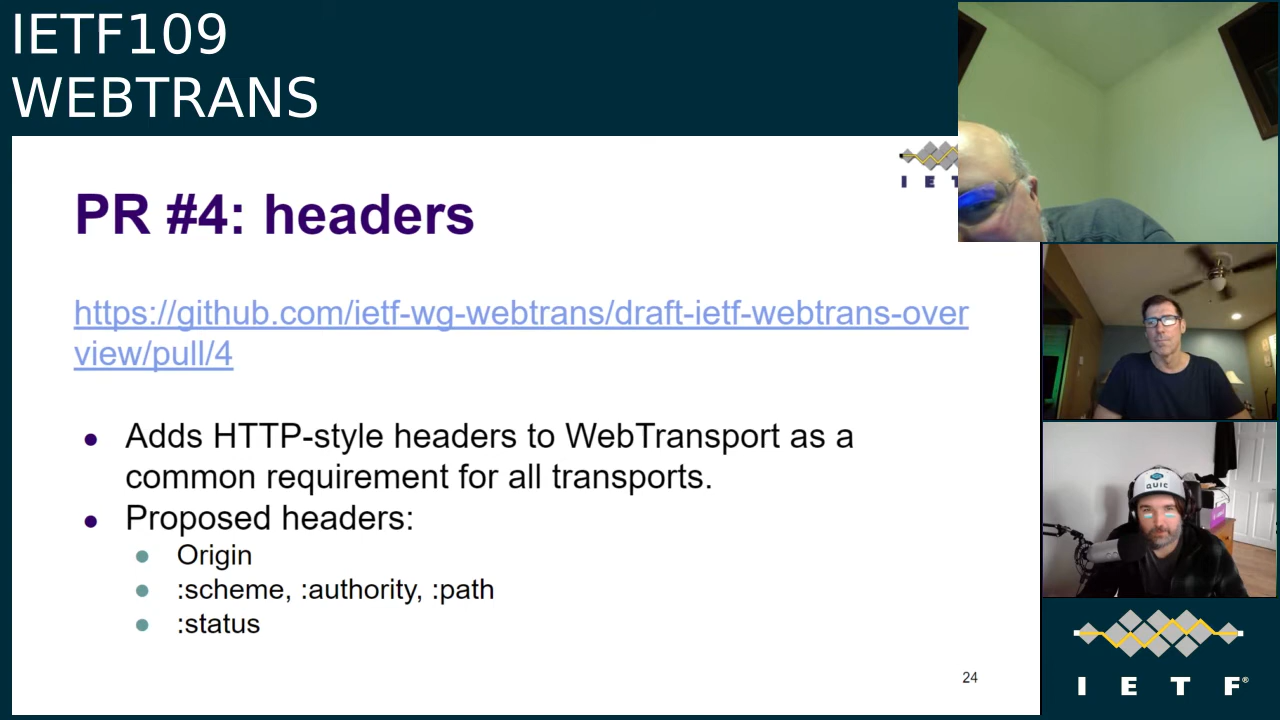 IETF109
WEBTRANS
I E T
PR #4: headers
https://github.com/ietf-wg-webtrans/draft-ietf-webtrans-over
view/pull/4
● Adds HTTP-style headers to WebTransport as a
common requirement for all transports.
● Proposed headers:
● Origin
● :scheme, :authority, :path
● :status
24
QUIC
I E T F®